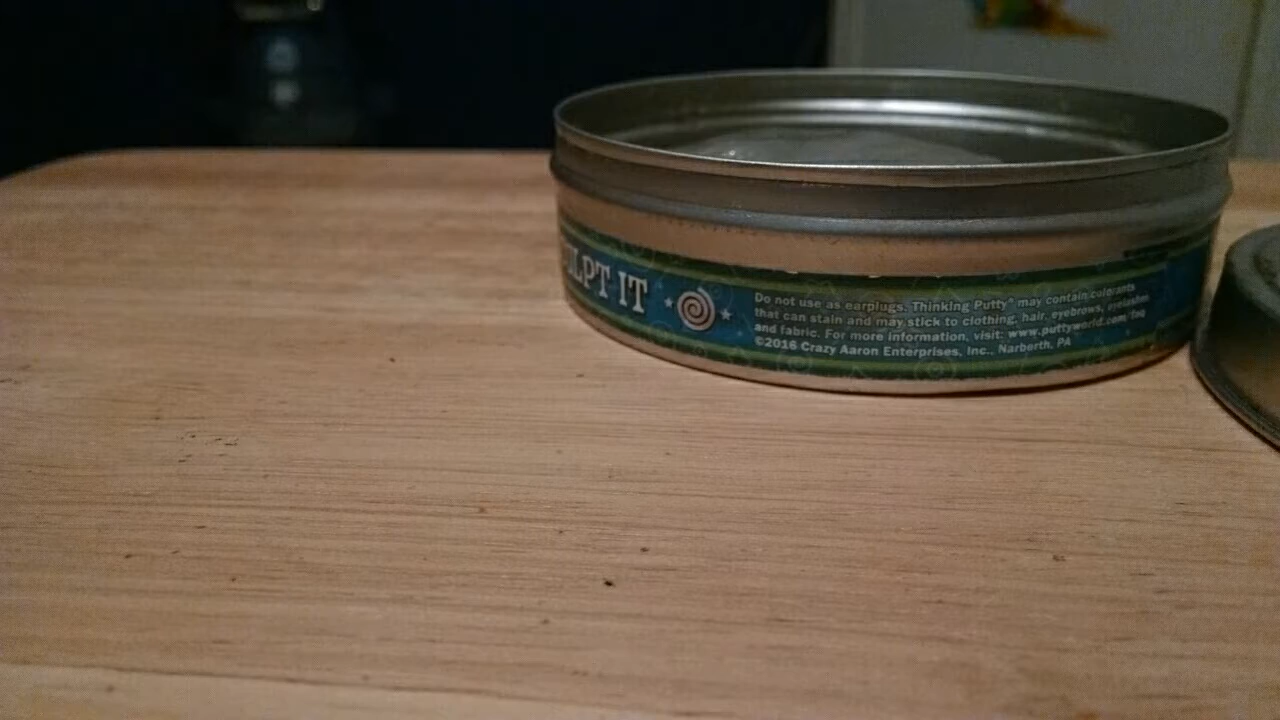 ULPT IT
Do not use as earplugs. Thinking Putty® may contain colorants
that can stain and may stick to clothing, hair, eyebrows, eyelashes
and fabric. For more information, visit: www.puttyworld.com/faq
©2016 Crazy Aaron Enterprises, Inc., Narberth, PA